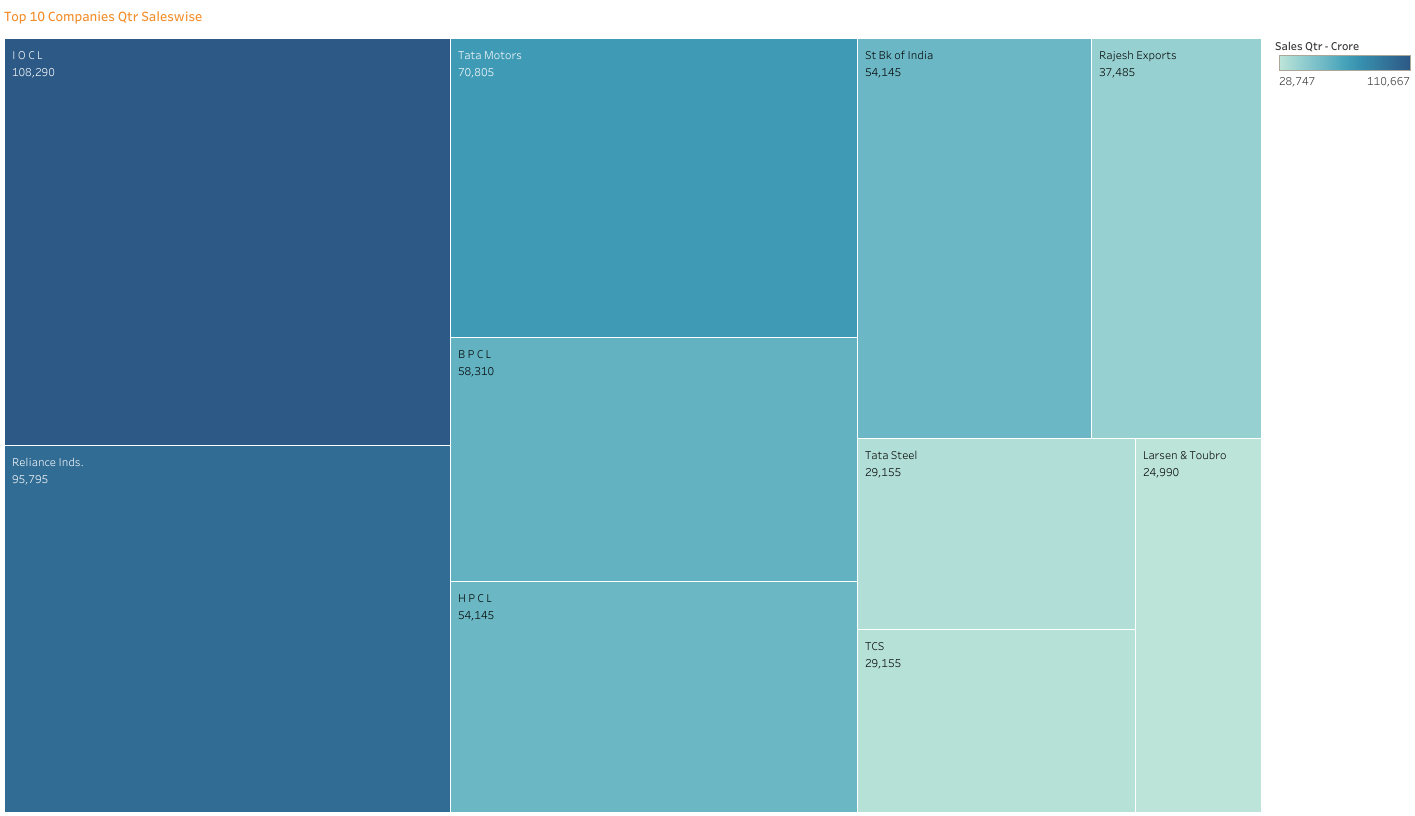 Top 10 Companies Qtr Saleswise
I O C L
108,290
Reliance Inds.
95,795
Tata Motors
70,805
B P C L
58,310
H P C L
54,145
St Bk of India
54,145
Rajesh Exports
37,485
Tata Steel
29,155
TCS
29,155
Larsen & Toubro
24,990
Sales Qtr - Crore
28,747 110,667